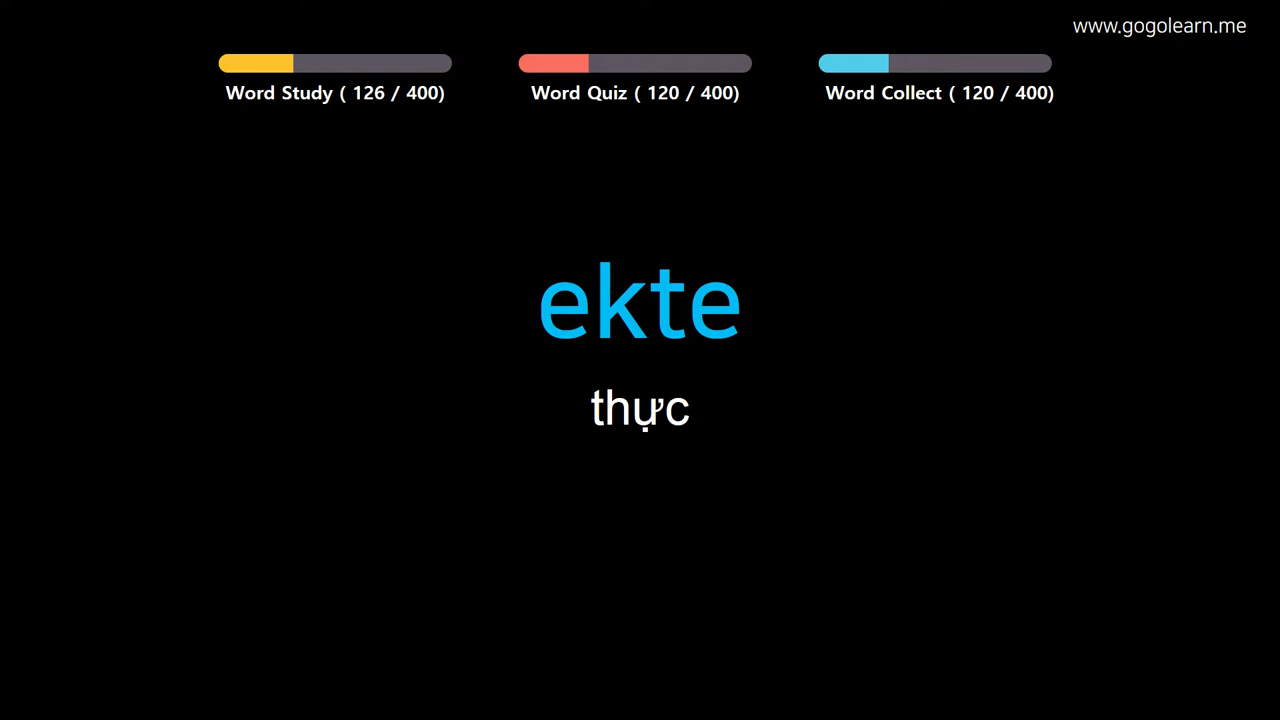 www.gogolearn.me
Word Study ( 126 / 400)
Word Quiz ( 120 / 400)
Word Collect ( 120 / 400)
ekte
thực